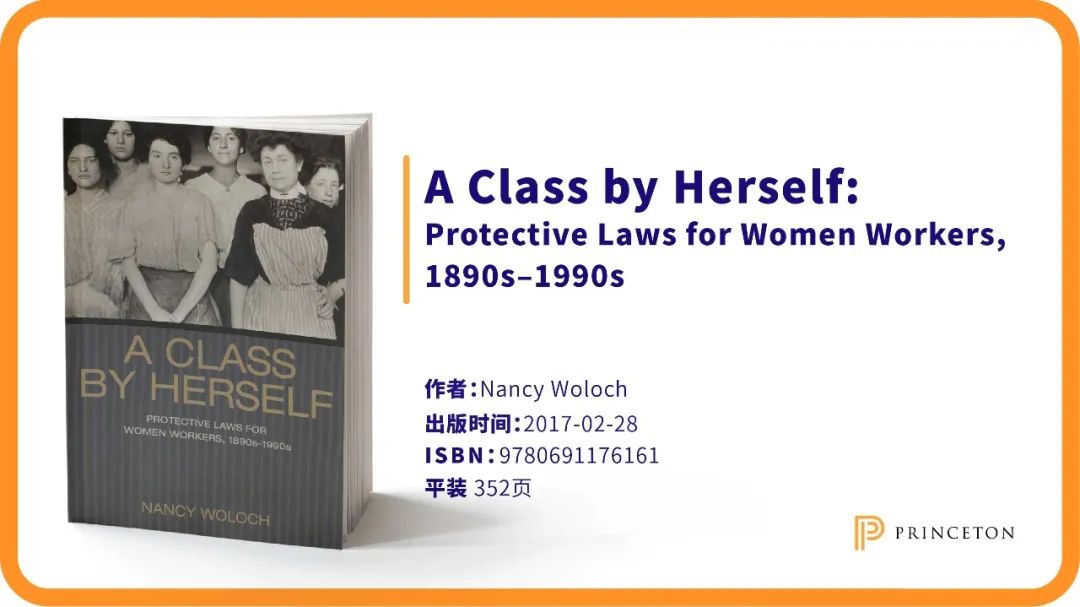 A CLASS
BY HERSELF
PROTECTIVE LAWS FOR
WOMEN WORKERS, 1890s-1990s
NANCY WOLOCH
A Class by Herself:
Protective Laws for Women Workers,
1890s–1990s
作者:Nancy Woloch
出版时间:2017-02-28
ISBN:9780691176161
平装 352页
PRINCETON